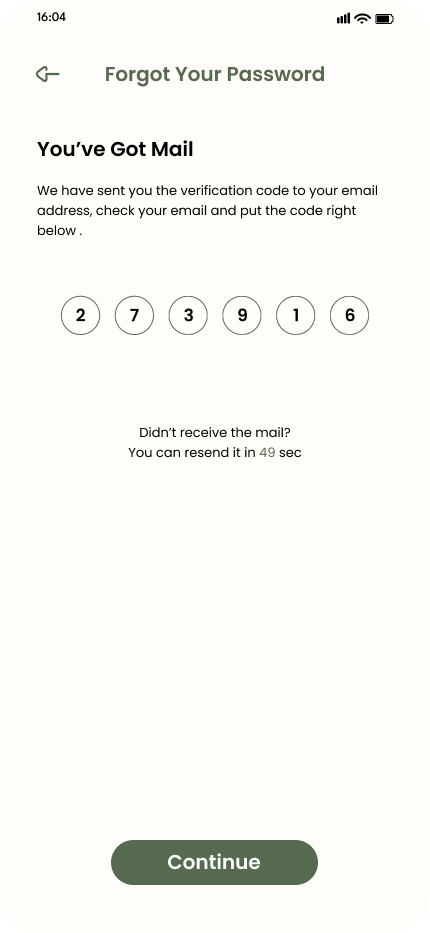 16:04
Forgot Your Password
You’ve Got Mail
We have sent you the verification code to your email
address, check your email and put the code right
below .
2 7 3 9 1 6
Didn’t receive the mail?
You can resend it in 49 sec
Continue